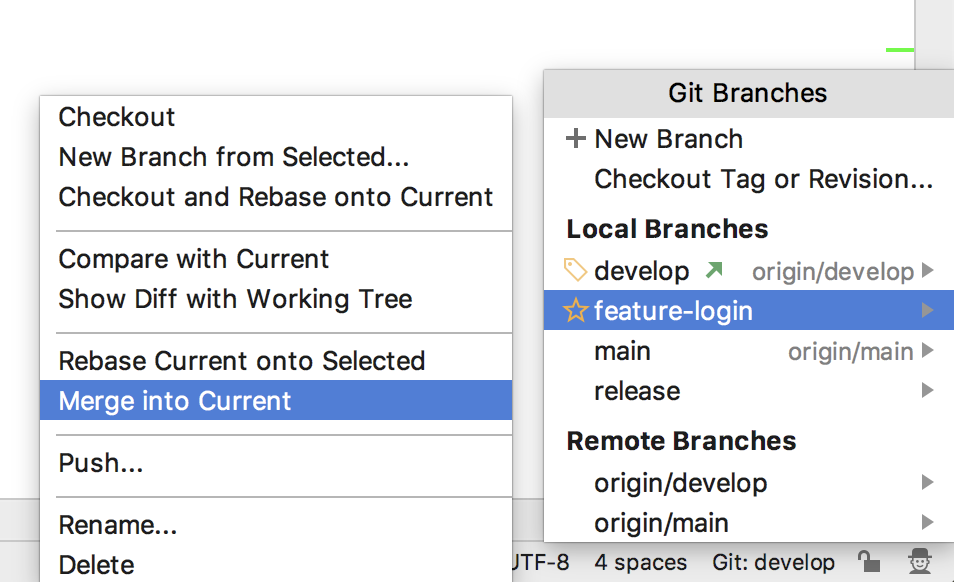 Checkout
New Branch from Selected...
Checkout and Rebase onto Current
Compare with Current
Show Diff with Working Tree
Rebase Current onto Selected
Merge into Current
Push...
Rename...
Delete
Git Branches
New Branch
Checkout Tag or Revision...
Local Branches
develop origin/develop
feature-login
main origin/main
release
Remote Branches
origin/develop
origin/main
UTF-8 4 spaces Git: develop